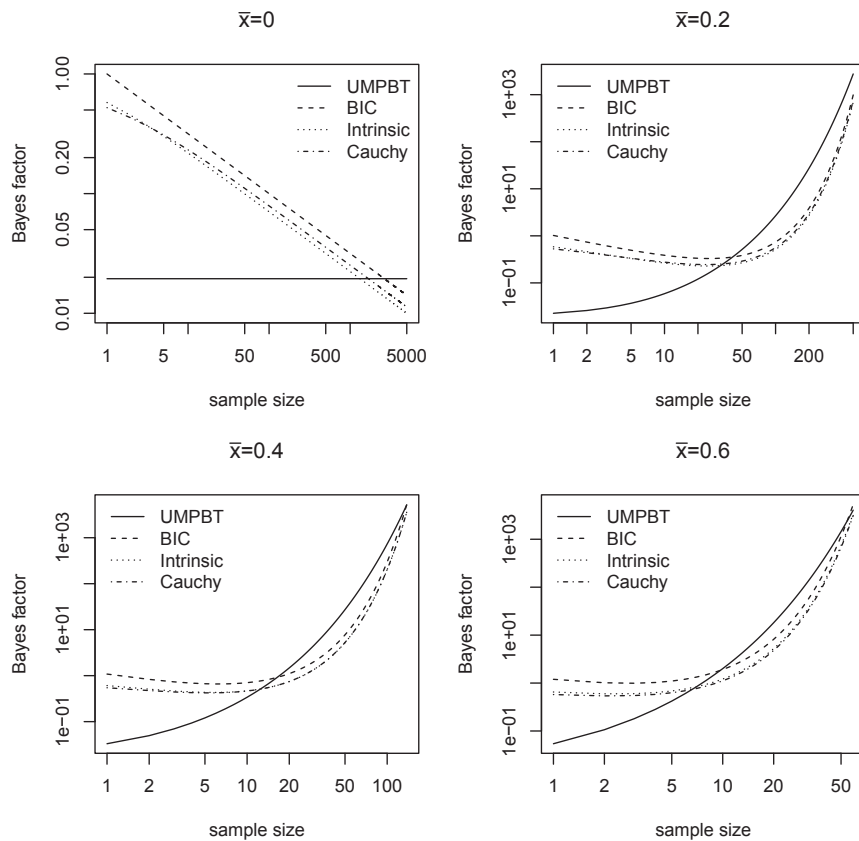 x̄=0
Bayes factor
1.00
0.20
0.05
0.01
UMPBT
BIC
Intrinsic
Cauchy
1 5 50 500 5000
sample size
x̄=0.2
Bayes factor
1e+03
1e+01
1e-01
UMPBT
BIC
Intrinsic
Cauchy
1 2 5 10 50 200
sample size
x̄=0.4
Bayes factor
1e+03
1e+01
1e-01
UMPBT
BIC
Intrinsic
Cauchy
1 2 5 10 20 50 100
sample size
x̄=0.6
Bayes factor
1e+03
1e+01
1e-01
UMPBT
BIC
Intrinsic
Cauchy
1 2 5 10 20 50
sample size